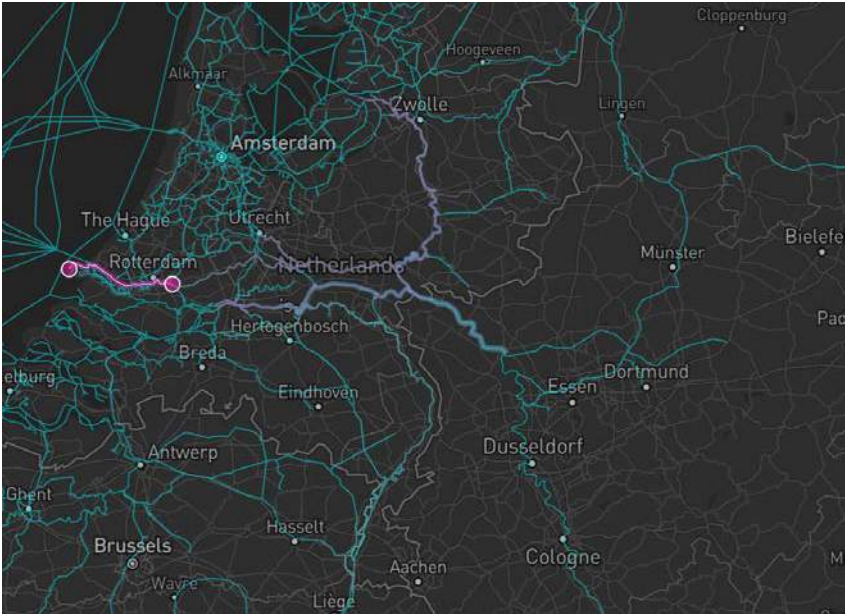 Cloppenburg
Hoogeveen
Alkmaar
Zwolle
Lingen
Amsterdam
The Hague
Utrecht
Bielefe
Münster
Rotterdam
Netherlands
Pad
Hertogenbosch
Breda
elburg
Dortmund
Essen
Eindhoven
Dusseldorf
Antwerp
Ghent
Hasselt
Brussels
Cologne
Aachen
M
Wavre
Liège